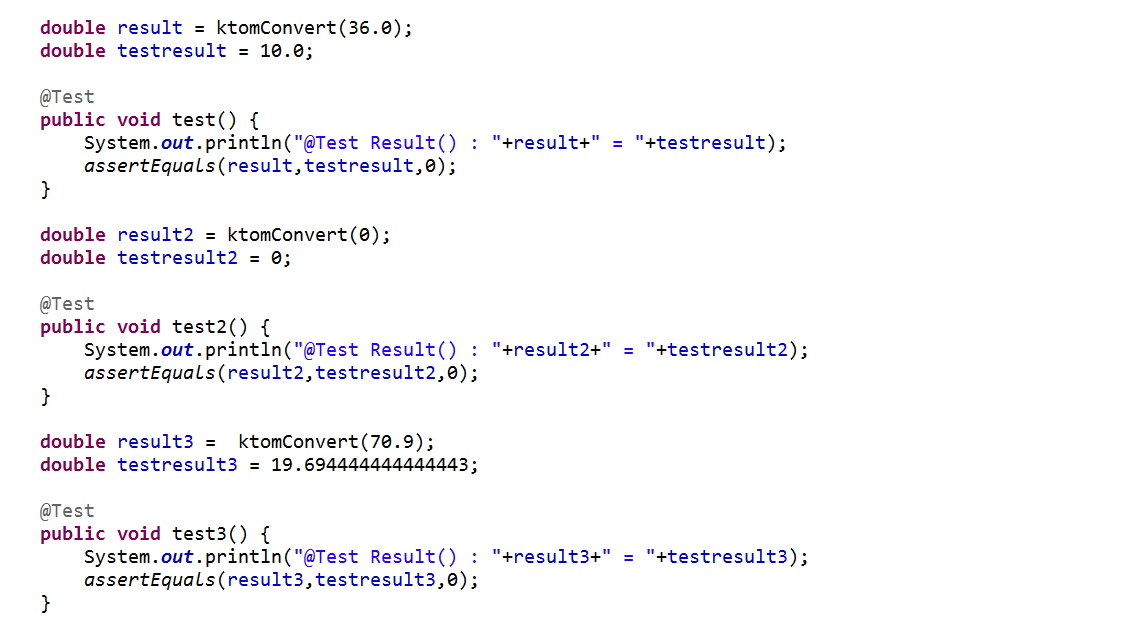 double result = ktomConvert(36.0);
double testresult = 10.0;

@Test
public void test() {
    System.out.println("@Test Result() : "+result+" = "+testresult);
    assertEquals(result,testresult,0);
}

double result2 = ktomConvert(0);
double testresult2 = 0;

@Test
public void test2() {
    System.out.println("@Test Result() : "+result2+" = "+testresult2);
    assertEquals(result2,testresult2,0);
}

double result3 =  ktomConvert(70.9);
double testresult3 = 19.694444444444443;

@Test
public void test3() {
    System.out.println("@Test Result() : "+result3+" = "+testresult3);
    assertEquals(result3,testresult3,0);
}